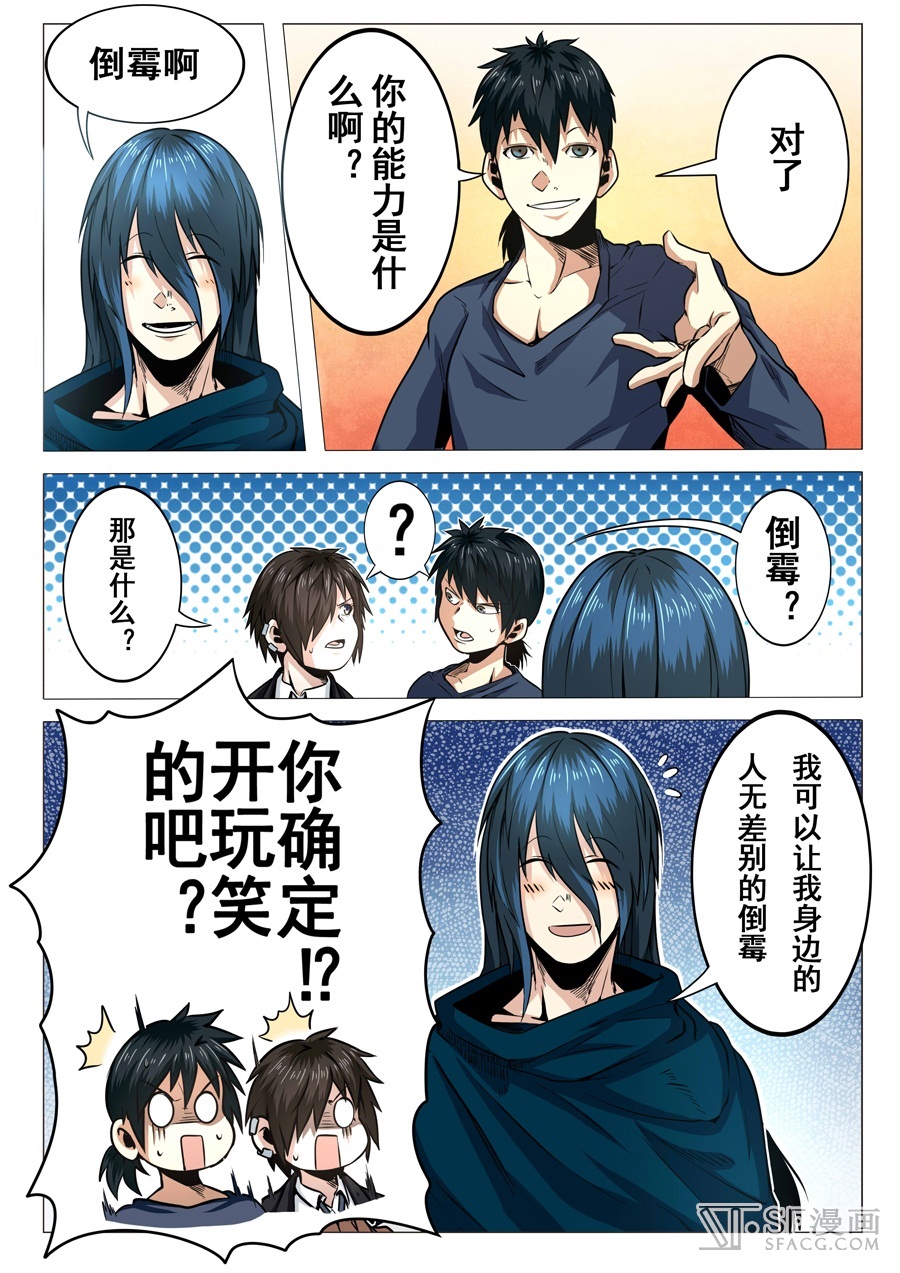 对了
你的能力是什
么啊？
倒霉啊
倒霉？
？
那是什么？
我可以让我身边的
人无差别的倒霉
你确定!?
开玩笑
的吧？
SF漫画
SFACG.COM